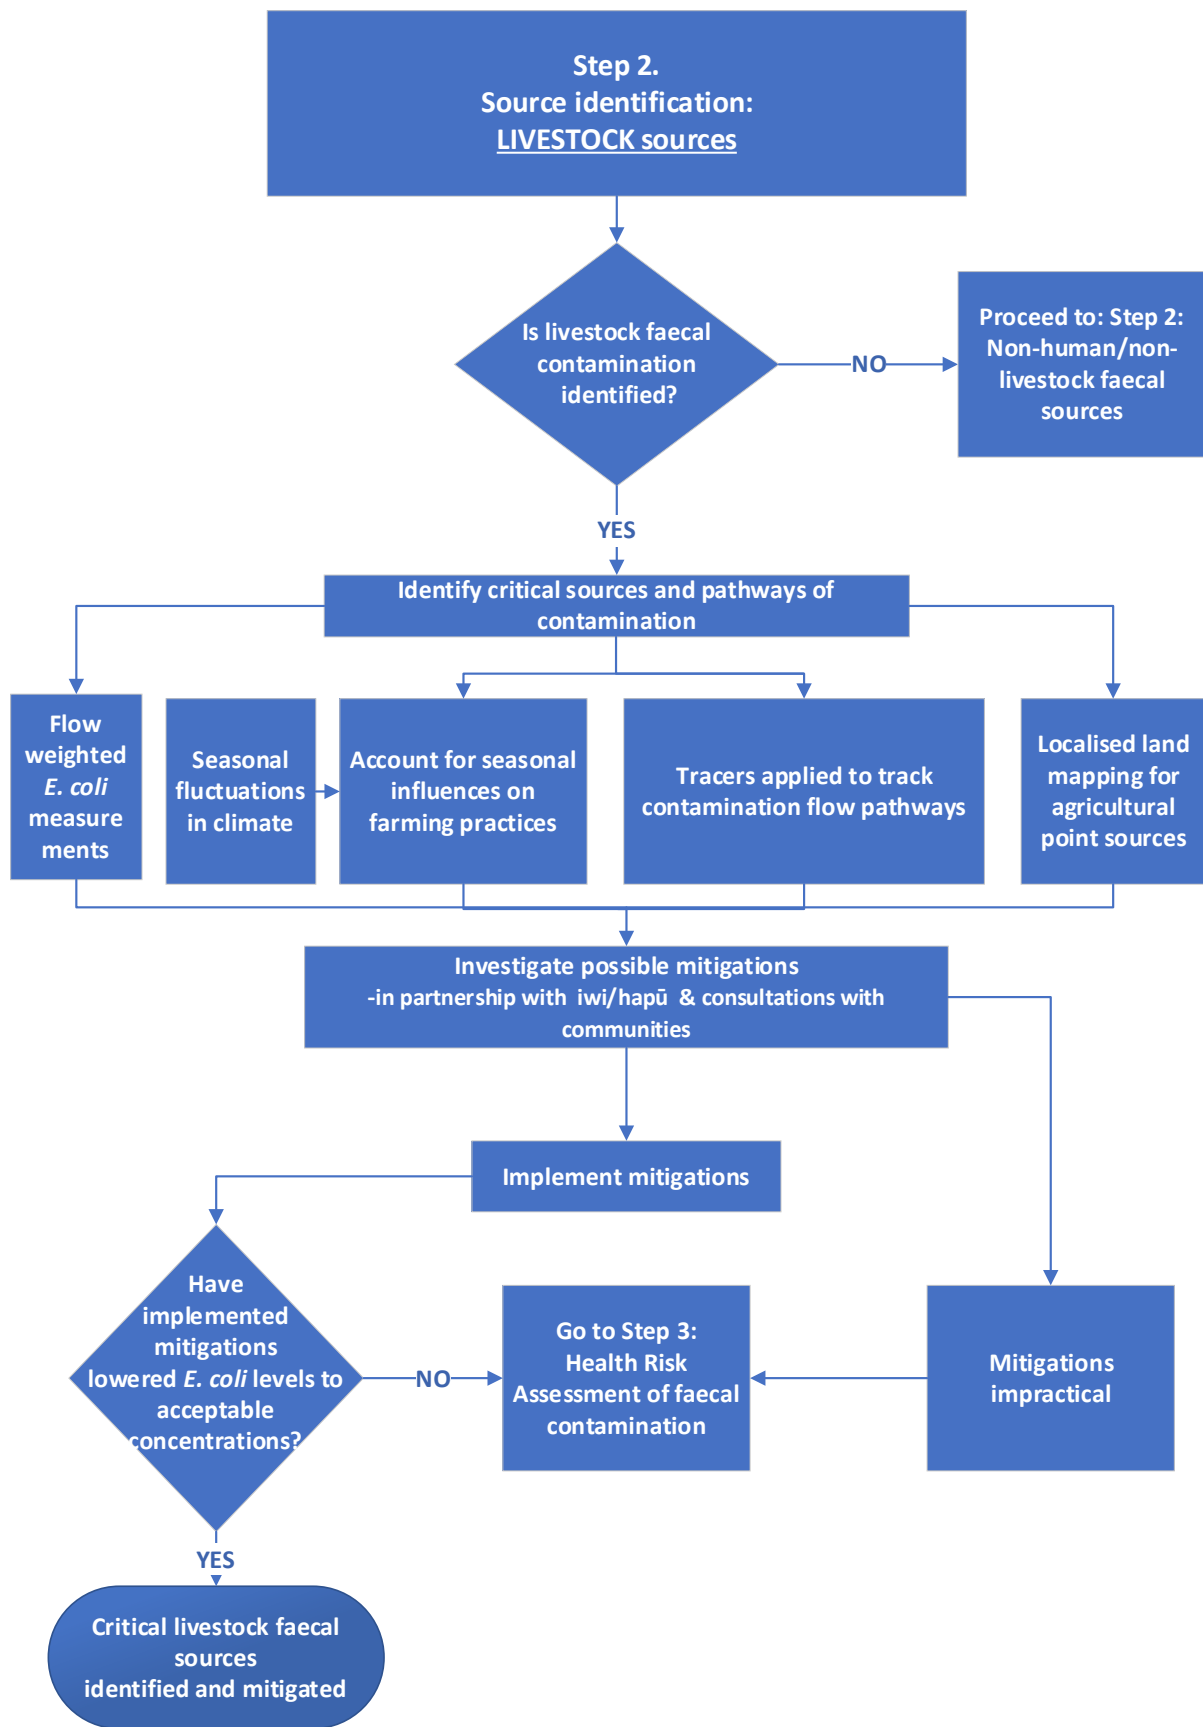 Step 2.
Source identification:
LIVESTOCK sources
Is livestock faecal
contamination
identified?
NO
Proceed to: Step 2:
Non-human/non-
livestock faecal
sources
YES
Identify critical sources and pathways of
contamination
Flow
weighted
E. coli
measure
ments
Seasonal
fluctuations
in climate
Account for seasonal
influences on
farming practices
Tracers applied to track
contamination flow pathways
Localised land
mapping for
agricultural
point sources
Investigate possible mitigations
-in partnership with iwi/hapū & consultations with
communities
Implement mitigations
Have
implemented
mitigations
lowered E. coli levels to
acceptable
concentrations?
NO
Go to Step 3:
Health Risk
Assessment of faecal
contamination
Mitigations
impractical
YES
Critical livestock faecal
sources
identified and mitigated